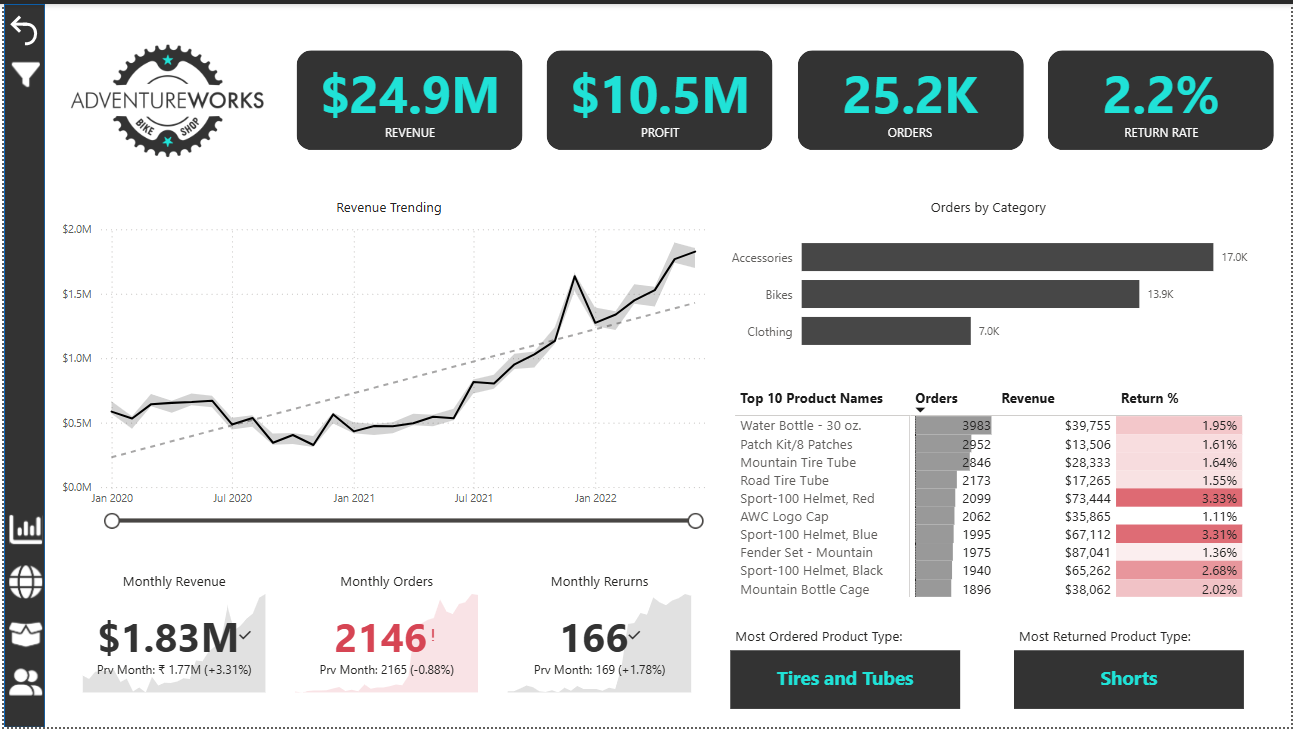 ADVENTUREWORKS
BIKE SHOP
$24.9M
REVENUE
$10.5M
PROFIT
25.2K
ORDERS
2.2%
RETURN RATE
Revenue Trending
$2.0M
$1.5M
$1.0M
$0.5M
$0.0M
Jan 2020 Jul 2020 Jan 2021 Jul 2021 Jan 2022
Orders by Category
Accessories 17.0K
Bikes 13.9K
Clothing 7.0K
Top 10 Product Names Orders Revenue Return %
Water Bottle - 30 oz. 3983 $39,755 1.95%
Patch Kit/8 Patches 2952 $13,506 1.61%
Mountain Tire Tube 2846 $28,333 1.64%
Road Tire Tube 2173 $17,265 1.55%
Sport-100 Helmet, Red 2099 $73,444 3.33%
AWC Logo Cap 2062 $35,865 1.11%
Sport-100 Helmet, Blue 1995 $67,112 3.31%
Fender Set - Mountain 1975 $87,041 1.36%
Sport-100 Helmet, Black 1940 $65,262 2.68%
Mountain Bottle Cage 1896 $38,062 2.02%
Monthly Revenue
$1.83M
Prv Month: ₹ 1.77M (+3.31%)
Monthly Orders
2146!
Prv Month: 2165 (-0.88%)
Monthly Rerurns
166
Prv Month: 169 (+1.78%)
Most Ordered Product Type:
Tires and Tubes
Most Returned Product Type:
Shorts